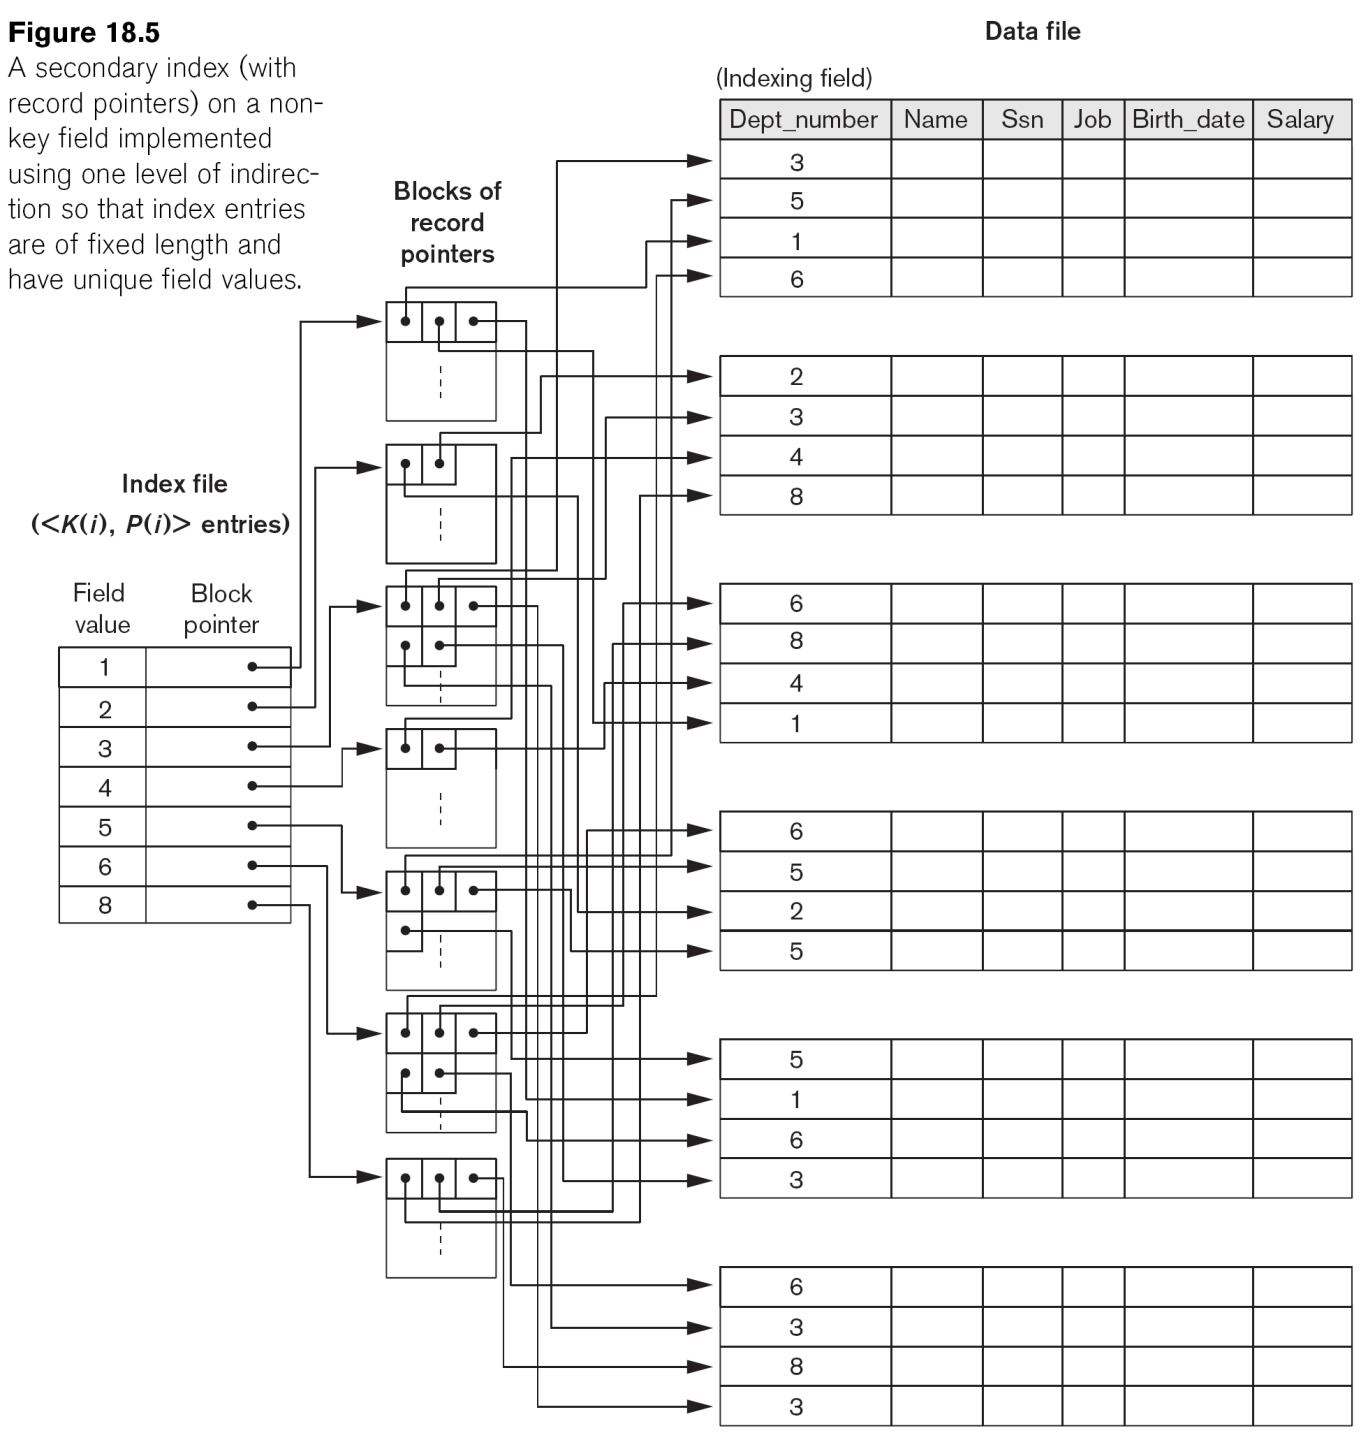 Figure 18.5
A secondary index (with
record pointers) on a non-
key field implemented
using one level of indirec-
tion so that index entries
are of fixed length and
have unique field values.
Data file
(Indexing field)
Dept_number Name Ssn Job Birth_date Salary
3
5
1
6
2
3
4
8
6
8
4
1
6
5
2
5
5
1
6
3
6
3
8
3
Blocks of
record
pointers
Index file
(<K(i), P(i)> entries)
Field Block
value pointer
1
2
3
4
5
6
8